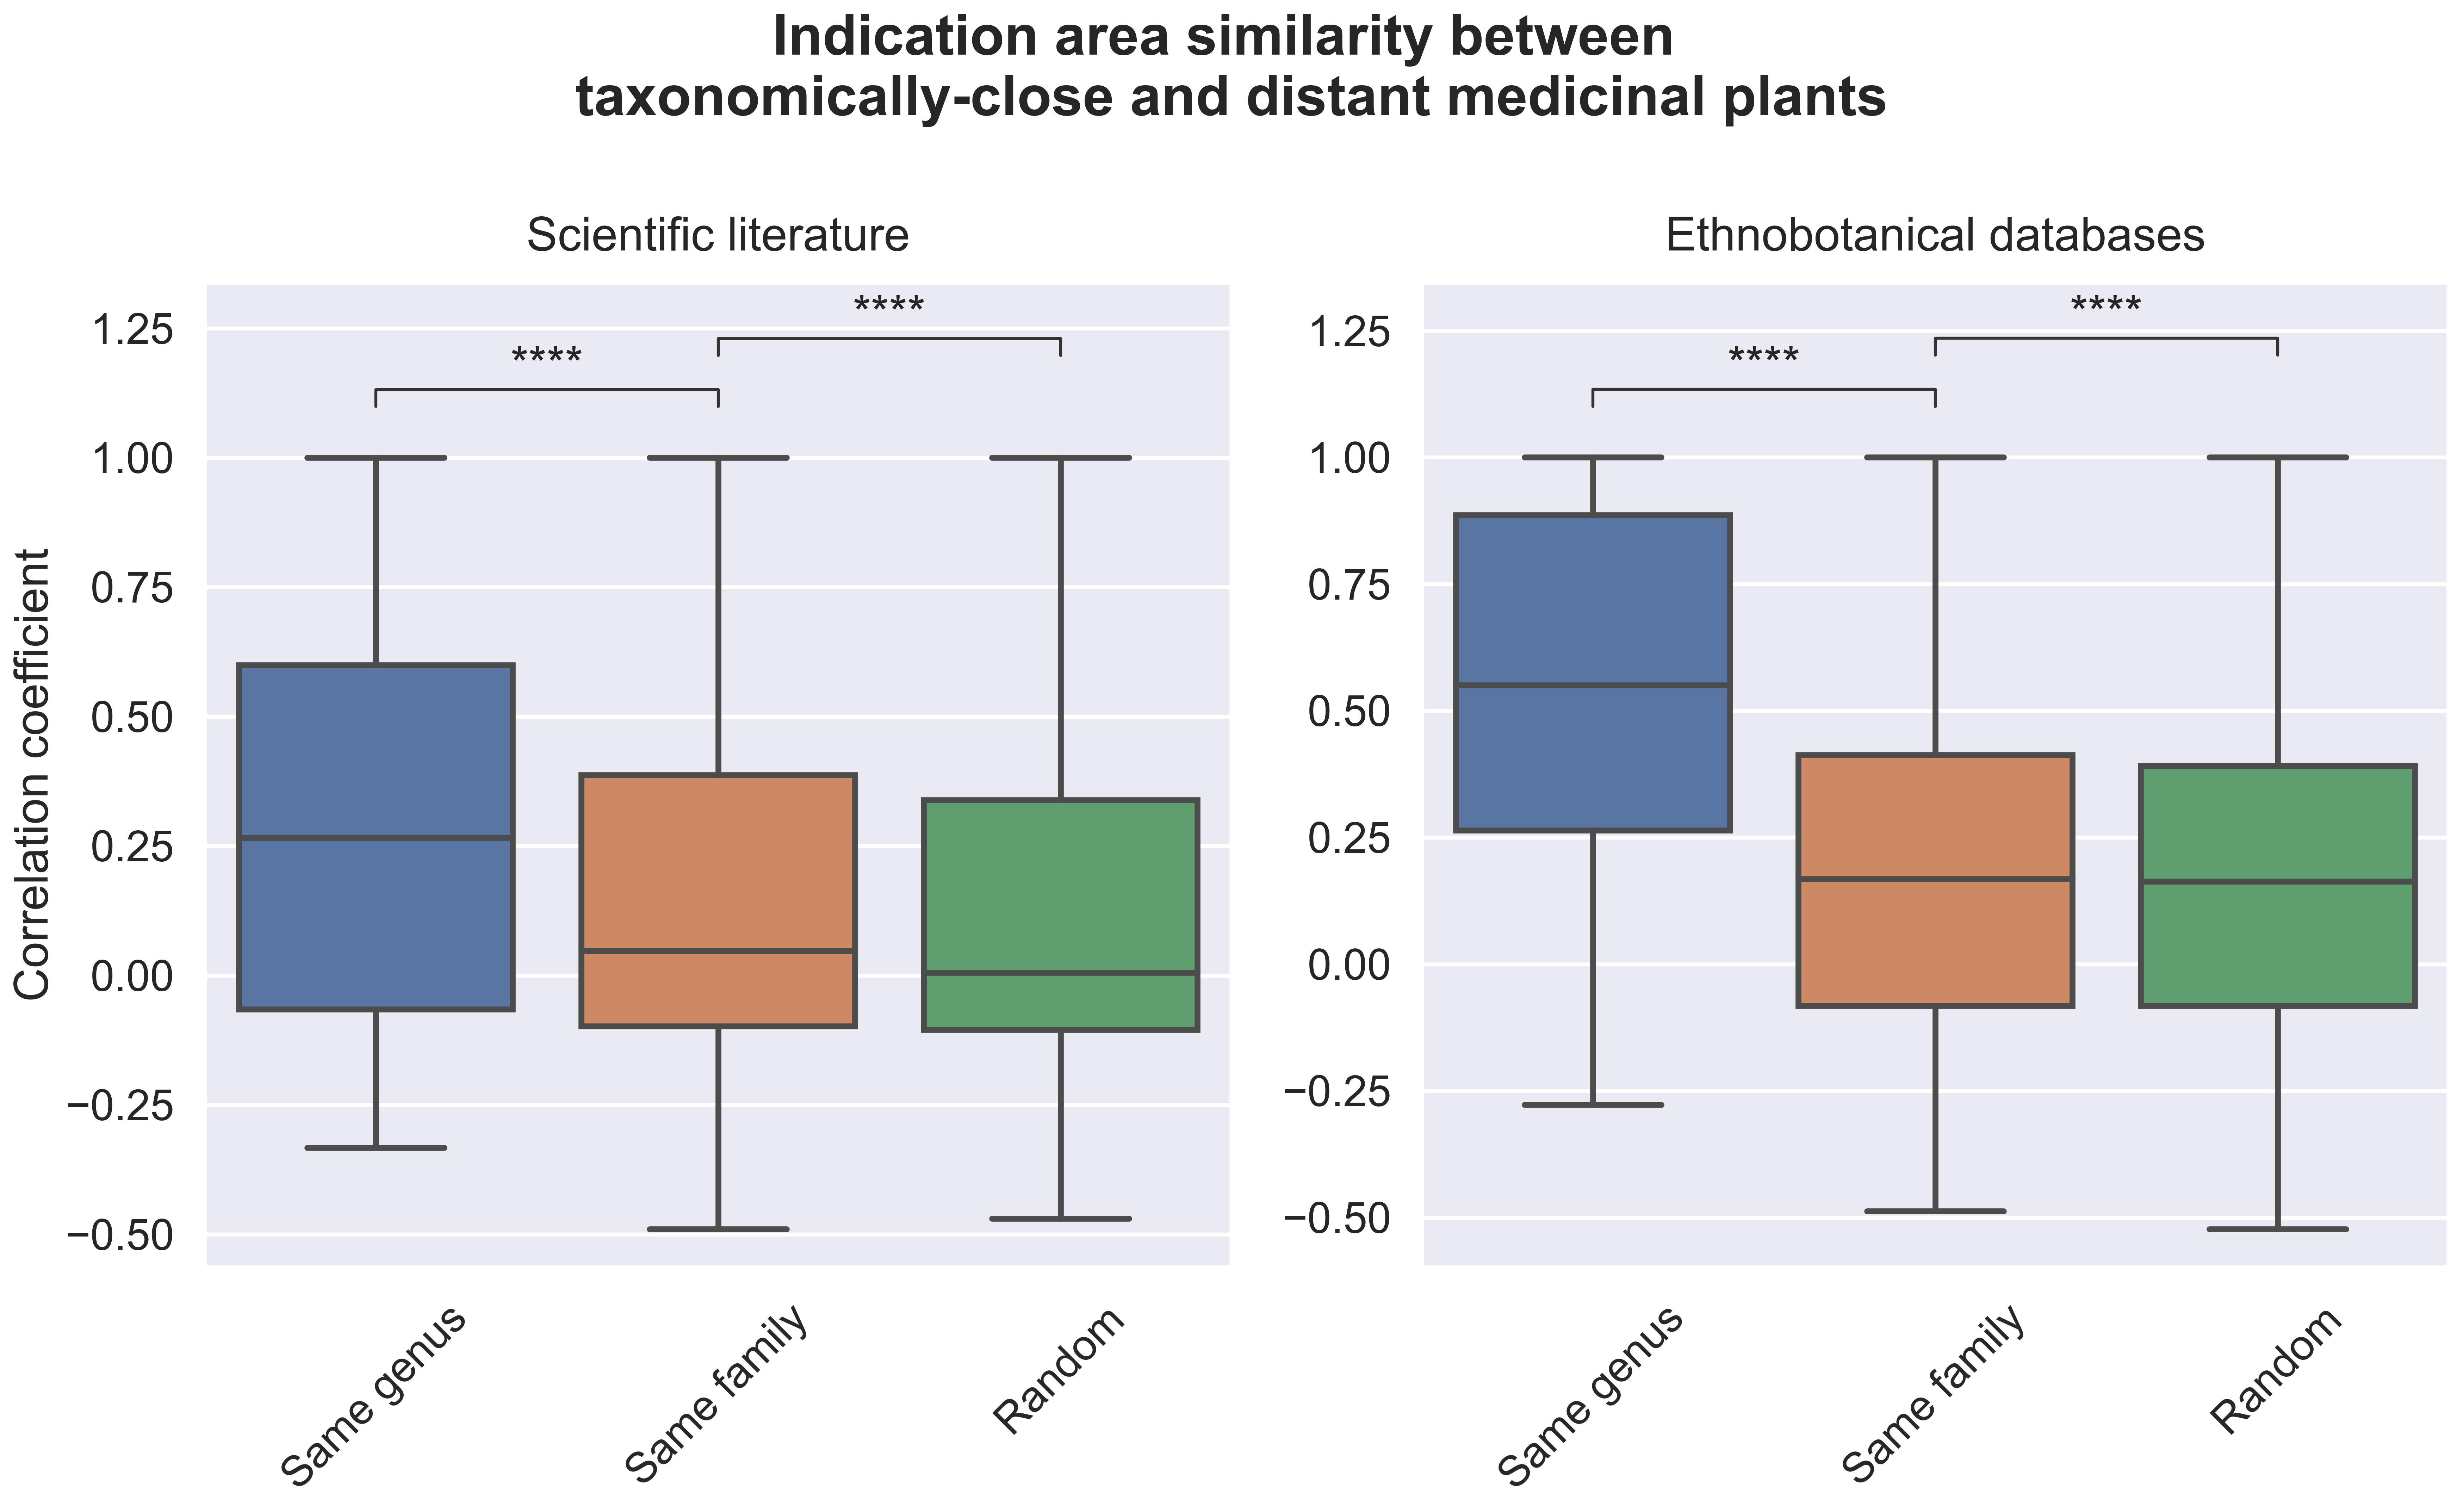 Indication area similarity between
taxonomically-close and distant medicinal plants
Scientific literature
****
****
1.25
1.00
0.75
0.50
0.25
0.00
−0.25
−0.50
Correlation coefficient
Same genus
Same family
Random
Ethnobotanical databases
****
****
1.25
1.00
0.75
0.50
0.25
0.00
−0.25
−0.50
Same genus
Same family
Random